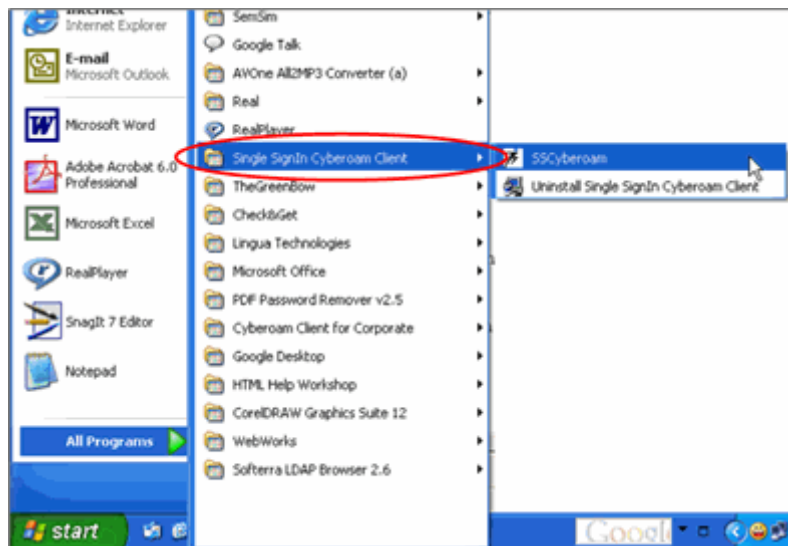 Internet
Internet Explorer
E-mail
Microsoft Outlook
Microsoft Word
Adobe Acrobat 6.0
Professional
Microsoft Excel
RealPlayer
SnagIt 7 Editor
Notepad
All Programs
start
SemSim
Google Talk
AVOne All2MP3 Converter (a)
Real
RealPlayer
Single SignIn Cyberoam Client
TheGreenBow
Check&Get
Lingua Technologies
Microsoft Office
PDF Password Remover v2.5
Cyberoam Client for Corporate
Google Desktop
HTML Help Workshop
CorelDRAW Graphics Suite 12
WebWorks
Softerra LDAP Browser 2.6
SSCyberoam
Uninstall Single SignIn Cyberoam Client
Google